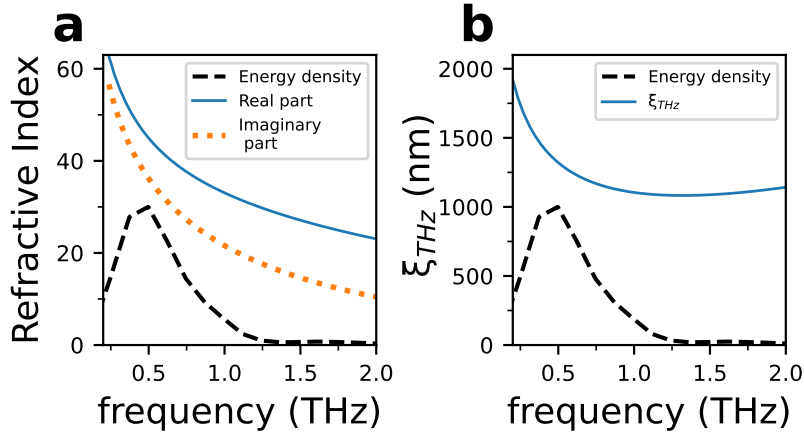 a
Refractive Index
60
40
20
0
Energy density
Real part
Imaginary
part
0.5
1.0
1.5
2.0
frequency (THz)
b
ξTHz (nm)
2000
1500
1000
500
0
Energy density
ξTHz
0.5
1.0
1.5
2.0
frequency (THz)